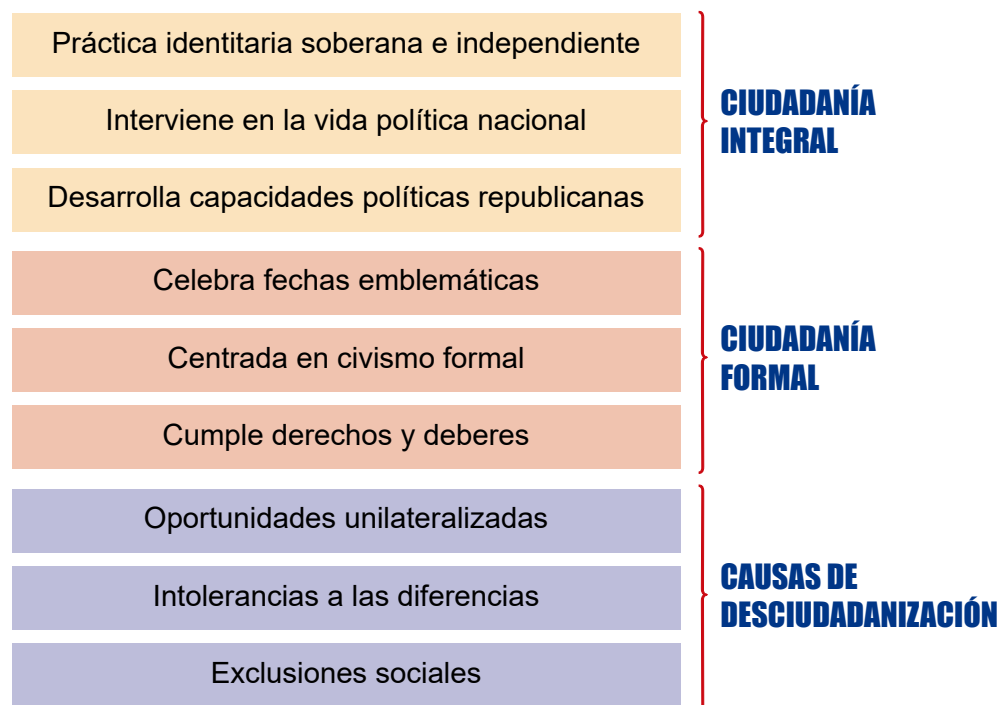 Práctica identitaria soberana e independiente
Interviene en la vida política nacional
Desarrolla capacidades políticas republicanas
CIUDADANÍA
INTEGRAL
Celebra fechas emblemáticas
Centrada en civismo formal
Cumple derechos y deberes
CIUDADANÍA
FORMAL
Oportunidades unilateralizadas
Intolerancias a las diferencias
Exclusiones sociales
CAUSAS DE
DESCIUDADANIZACIÓN